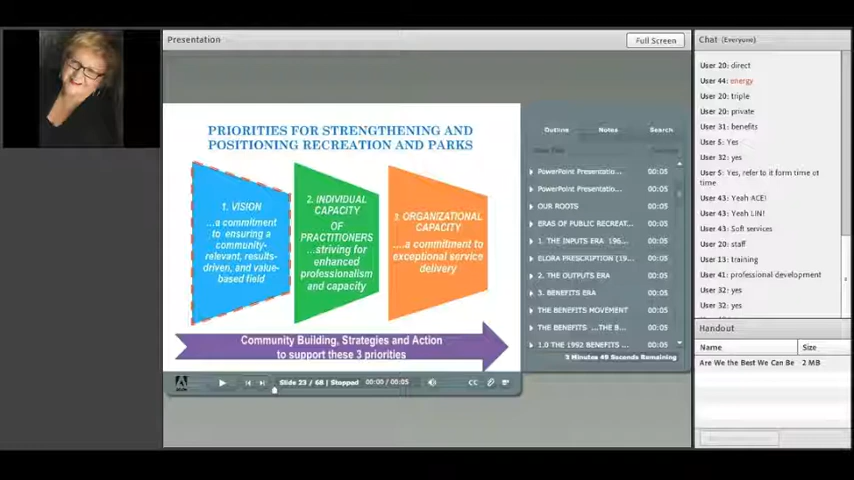 Presentation
Full Screen
PRIORITIES FOR STRENGTHENING AND
POSITIONING RECREATION AND PARKS
1. VISION
...a commitment
to ensuring a
community-
relevant, results-
driven, and value-
based field
2. INDIVIDUAL
CAPACITY
OF
PRACTITIONERS
...striving for
enhanced
professionalism
and capacity
3. ORGANIZATIONAL
CAPACITY
....a commitment to
exceptional service
delivery
Community Building, Strategies and Action
to support these 3 priorities
Slide 23 / 68 | Stopped
00:00 / 00:05
CC
Outline
Notes
Search
PowerPoint Presentatio... 00:05
PowerPoint Presentatio... 00:05
OUR ROOTS 00:05
ERAS OF PUBLIC RECREAT... 00:05
1. THE INPUTS ERA 196... 00:05
ELORA PRESCRIPTION (19... 00:05
2. THE OUTPUTS ERA 00:05
3. BENEFITS ERA 00:05
THE BENEFITS MOVEMENT 00:05
THE BENEFITS ...THE B... 00:05
1.0 THE 1992 BENEFITS ... 00:05
3 Minutes 49 Seconds Remaining
Chat (Everyone)
User 20: direct
User 44: energy
User 20: triple
User 20: private
User 31: benefits
User 5: Yes
User 32: yes
User 5: Yes, refer to it form time ot
time
User 43: Yeah ACE!
User 43: Yeah LIN!
User 43: Soft services
User 20: staff
User 13: training
User 41: professional development
User 32: yes
User 32: yes
Handout
Name Size
Are We the Best We Can Be 2 MB